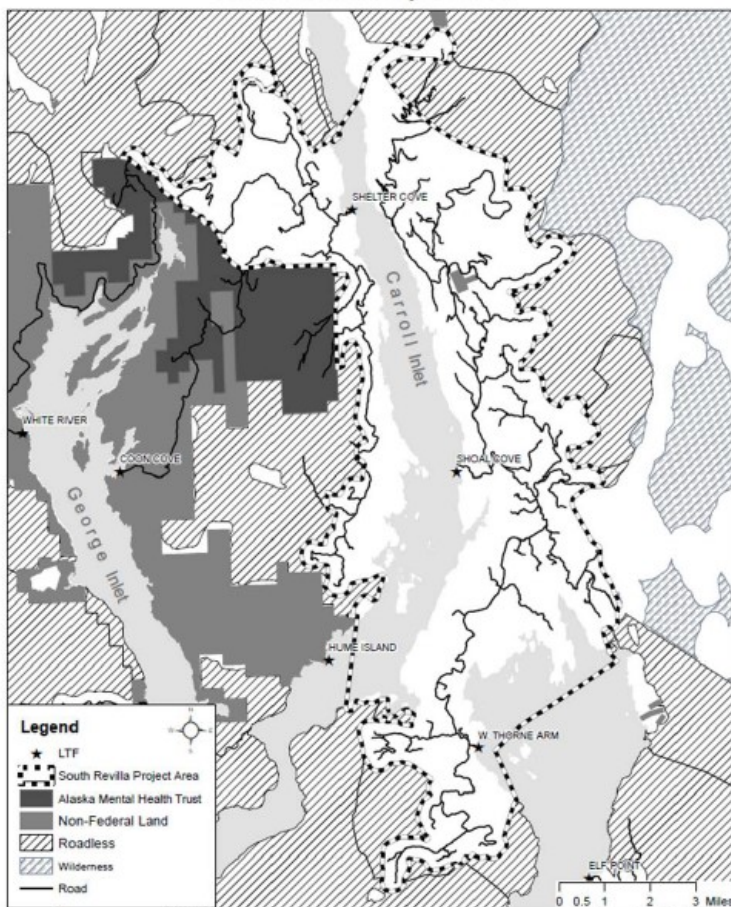 SHELTER COVE
Carroll Inlet
WHITE RIVER
COON COVE
SHOAL COVE
George Inlet
HUME ISLAND
W. THORNE ARM
ELF POINT
Legend
N
E
S
LTF
South Revilla Project Area
Alaska Mental Health Trust
Non-Federal Land
Roadless
Wilderness
Road
0 0.5 1 2 3 Miles